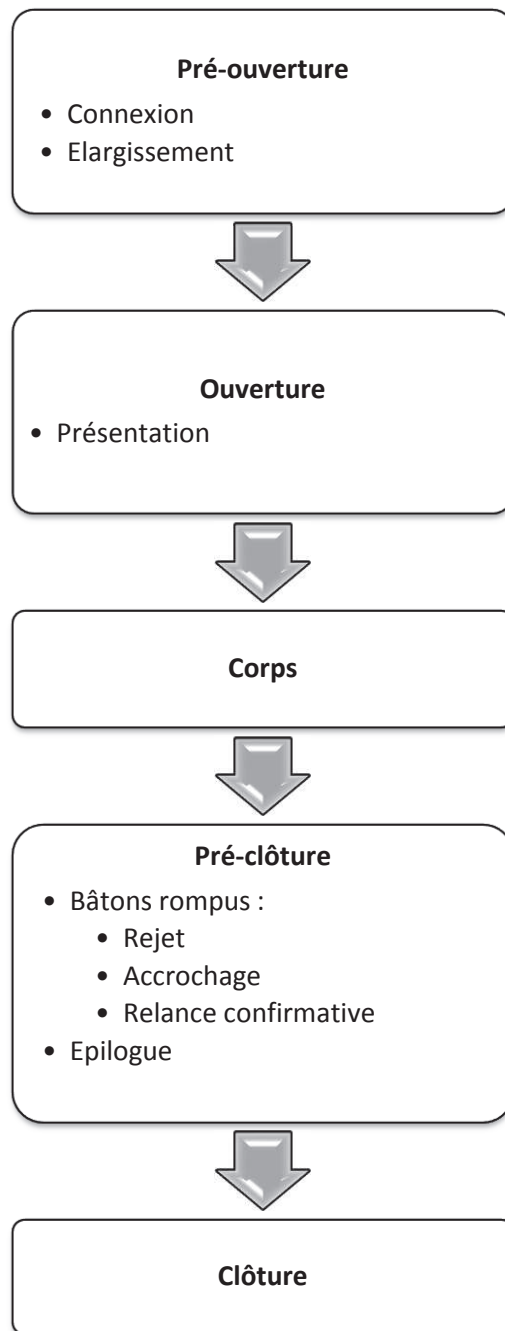 Pré-ouverture
• Connexion
• Elargissement
Ouverture
• Présentation
Corps
Pré-clôture
• Bâtons rompus :
• Rejet
• Accrochage
• Relance confirmative
• Epilogue
Clôture